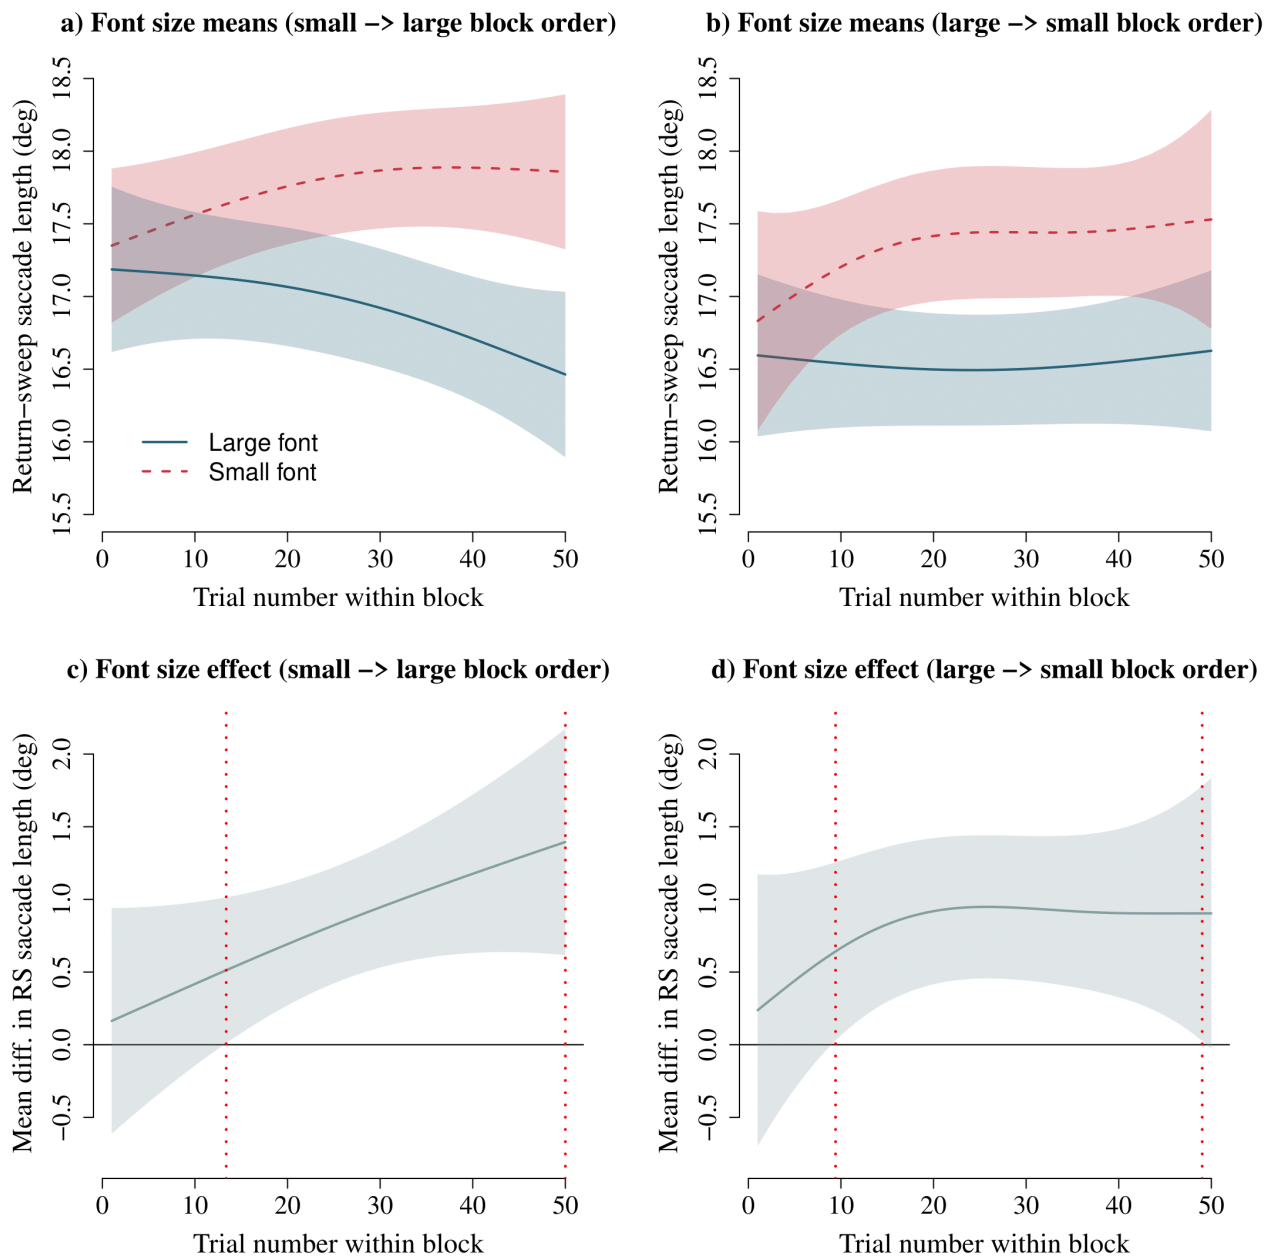 a) Font size means (small −> large block order)
Return−sweep saccade length (deg)
18.5
18.0
17.5
17.0
16.5
16.0
15.5
Large font
Small font
0 10 20 30 40 50
Trial number within block
b) Font size means (large −> small block order)
Return−sweep saccade length (deg)
18.5
18.0
17.5
17.0
16.5
16.0
15.5
0 10 20 30 40 50
Trial number within block
c) Font size effect (small −> large block order)
Mean diff. in RS saccade length (deg)
2.0
1.5
1.0
0.5
0.0
−0.5
0 10 20 30 40 50
Trial number within block
d) Font size effect (large −> small block order)
Mean diff. in RS saccade length (deg)
2.0
1.5
1.0
0.5
0.0
−0.5
0 10 20 30 40 50
Trial number within block